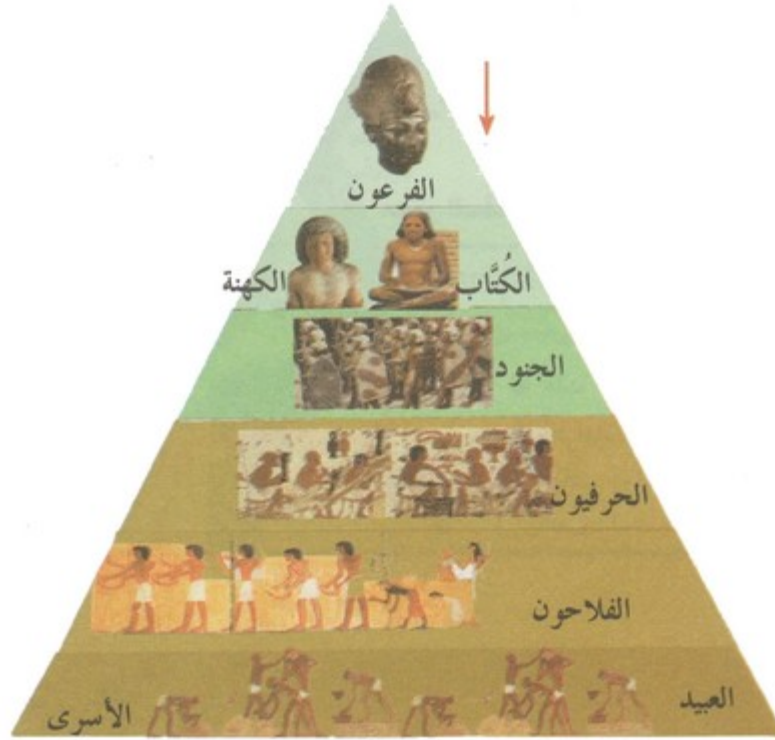 الفرعون
الكُتَّاب الكهنة
الجنود
الحرفيون
الفلاحون
العبيد الأسرى